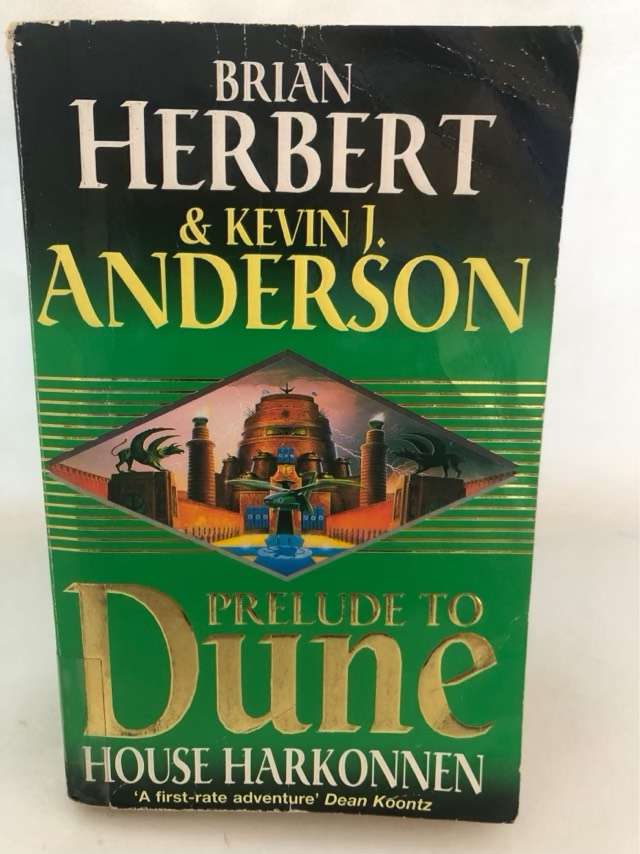 BRIAN
HERBERT
& KEVIN J.
ANDERSON
PRELUDE TO
Dune
HOUSE HARKONNEN
'A first-rate adventure' Dean Koontz